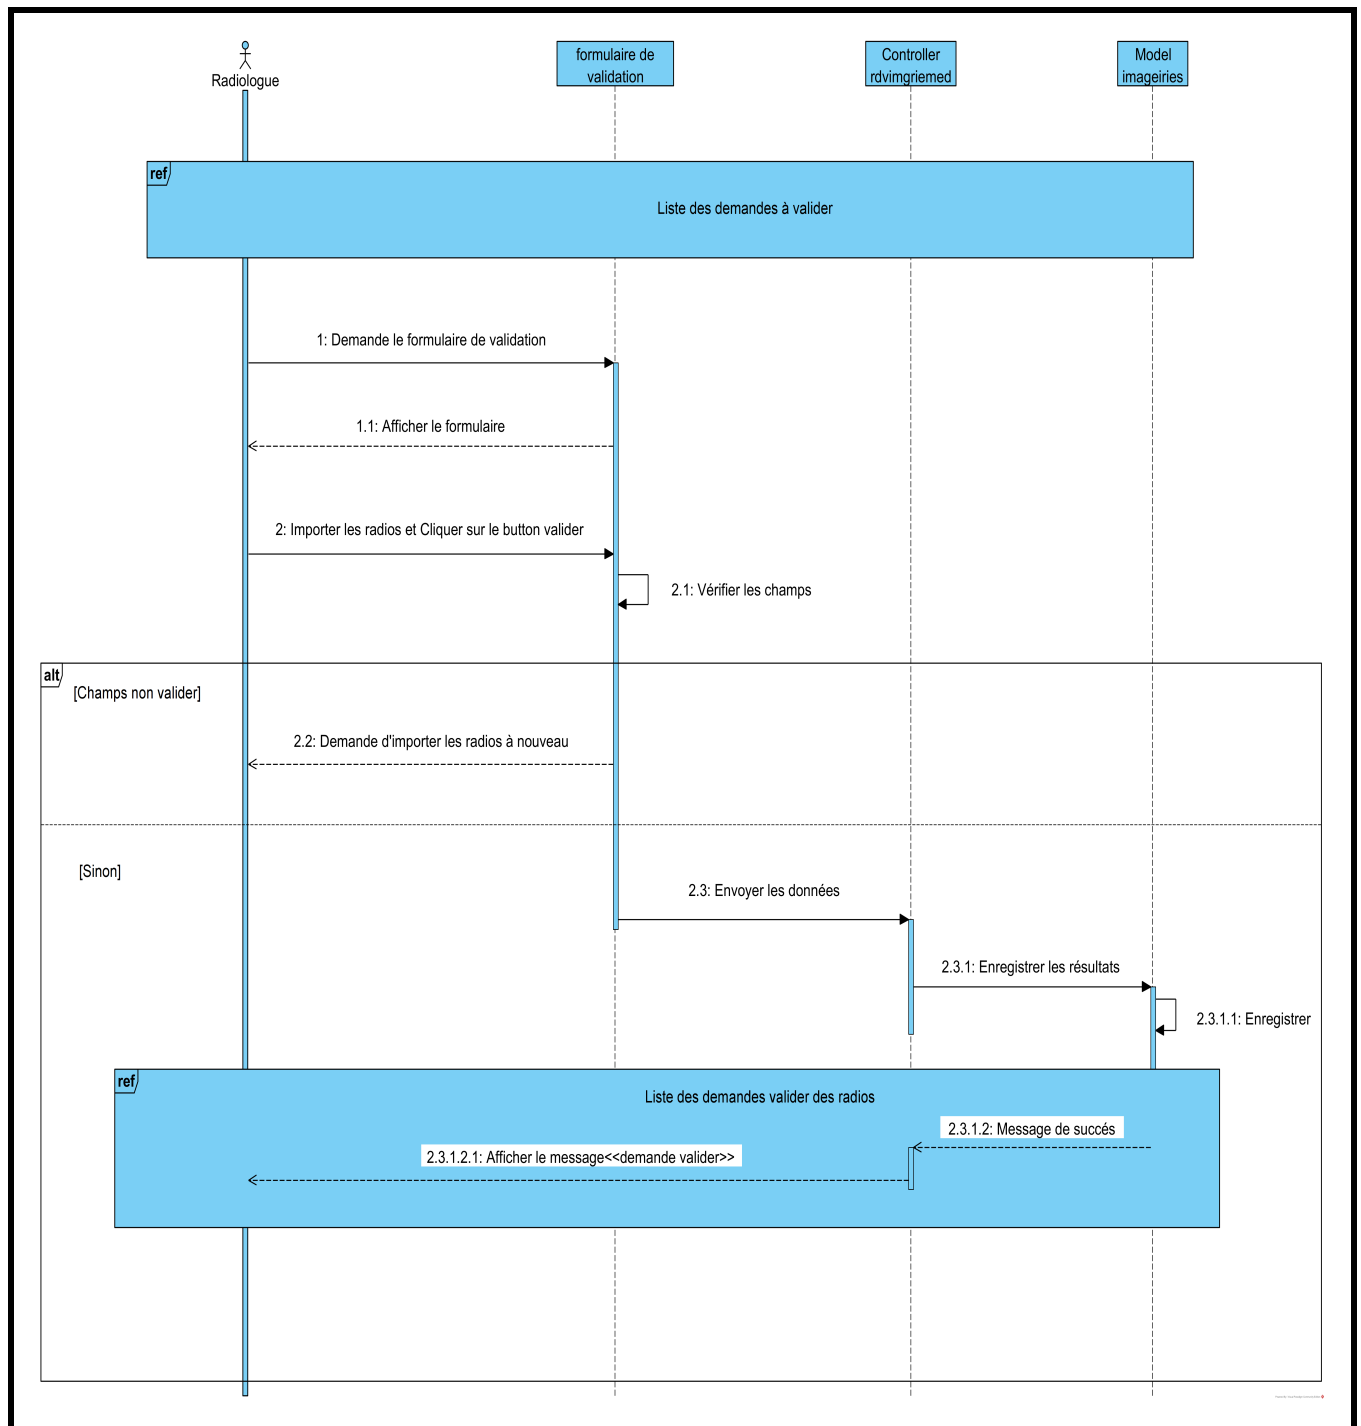 Radiologue
formulaire de
validation
Controller
rdvimgriemed
Model
imageiries
ref
Liste des demandes à valider
1: Demande le formulaire de validation
1.1: Afficher le formulaire
2: Importer les radios et Cliquer sur le button valider
2.1: Vérifier les champs
alt
[Champs non valider]
2.2: Demande d'importer les radios à nouveau
[Sinon]
2.3: Envoyer les données
2.3.1: Enregistrer les résultats
2.3.1.1: Enregistrer
ref
Liste des demandes valider des radios
2.3.1.2: Message de succés
2.3.1.2.1: Afficher le message<<demande valider>>